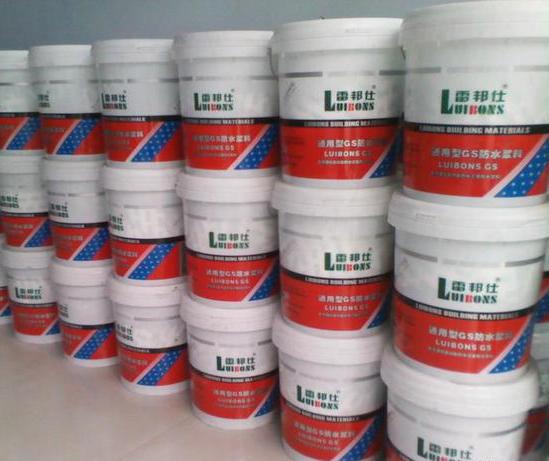 雷邦仕®
LUIBONS
LUIBONS BUILDING MATERIALS
通用型GS防水浆料
LUIBONS GS